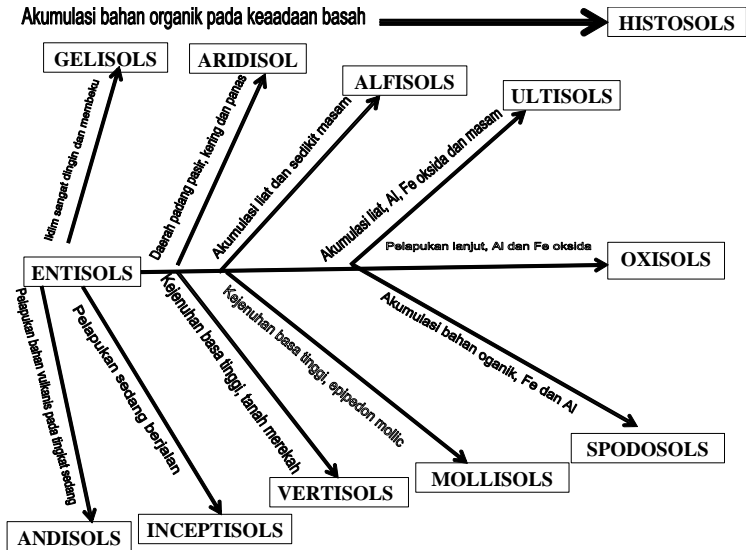 Akumulasi bahan organik pada keaadaan basah
HISTOSOLS
GELISOLS
ARIDISOL
ALFISOLS
ULTISOLS
Iklim sangat dingin dan membeku
Daerah padang pasir, kering dan panas
Akumulasi liat dan sedikit masam
Akumulasi liat, Al, Fe oksida dan masam
Pelapukan lanjut, Al dan Fe oksida
ENTISOLS
OXISOLS
Pelapukan bahan vulkanis pada tingkat sedang
Pelapukan sedang berjalan
Kejenuhan basa tinggi, tanah merekah
Kejenuhan basa tinggi, epipedon mollic
Akumulasi bahan oganik, Fe dan Al
SPODOSOLS
MOLLISOLS
VERTISOLS
INCEPTISOLS
ANDISOLS